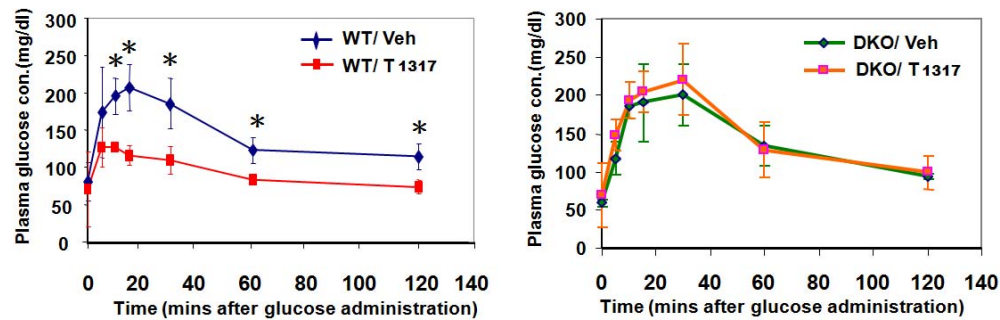 Plasma glucose con.(mg/dl)
300
250
200
150
100
50
0
* * * * *
WT/ Veh
WT/ T1317
0 20 40 60 80 100 120 140
Time (mins after glucose administration)
Plasma glucose con.(mg/dl)
300
250
200
150
100
50
0
DKO/ Veh
DKO/ T1317
0 20 40 60 80 100 120 140
Time (mins after glucose administration)